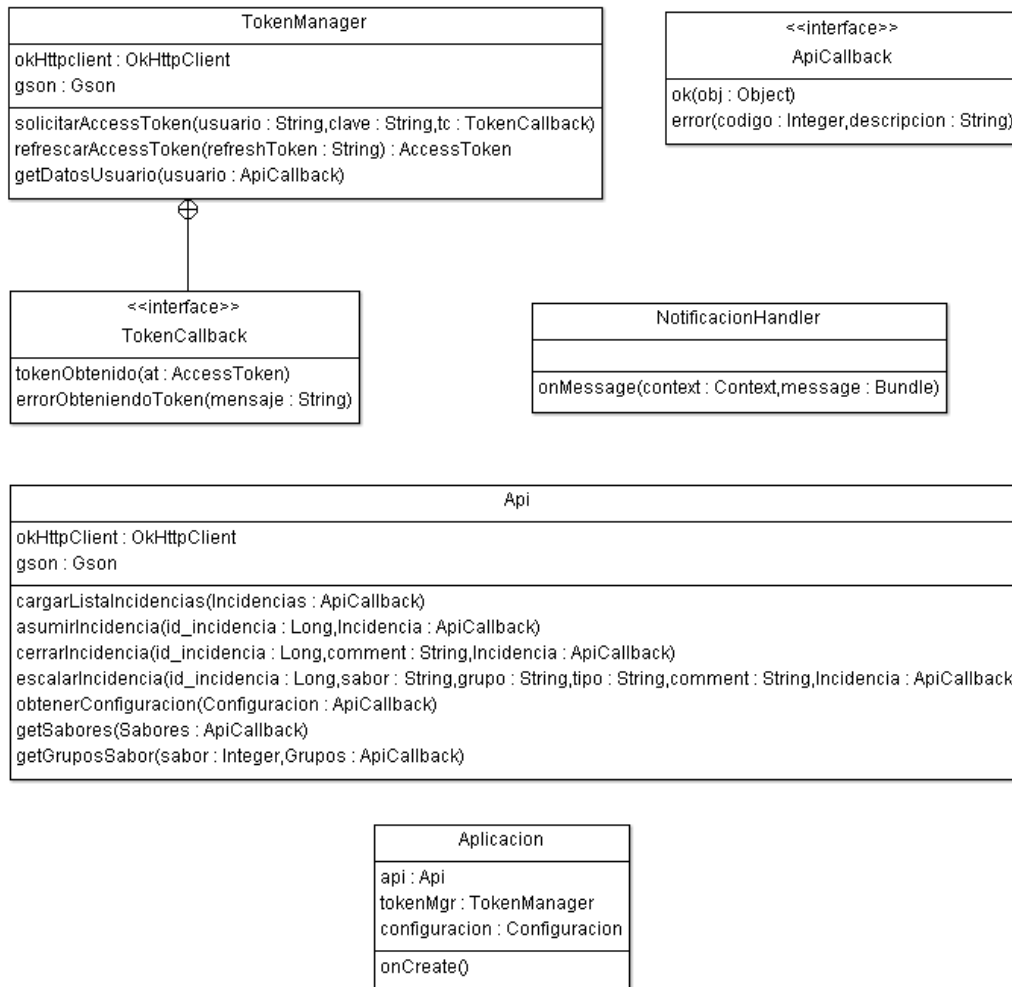 TokenManager
okHttpclient : OkHttpClient
gson : Gson
solicitarAccessToken(usuario : String,clave : String,tc : TokenCallback)
refrescarAccessToken(refreshToken : String) : AccessToken
getDatosUsuario(usuario : ApiCallback)
<<interface>>
ApiCallback
ok(obj : Object)
error(codigo : Integer,descripcion : String)
<<interface>>
TokenCallback
tokenObtenido(at : AccessToken)
errorObteniendoToken(mensaje : String)
NotificacionHandler
onMessage(context : Context,message : Bundle)
Api
okHttpClient : OkHttpClient
gson : Gson
cargarListaIncidencias(Incidencias : ApiCallback)
asumirIncidencia(id_incidencia : Long,Incidencia : ApiCallback)
cerrarIncidencia(id_incidencia : Long,comment : String,Incidencia : ApiCallback)
escalarIncidencia(id_incidencia : Long,sabor : String,grupo : String,tipo : String,comment : String,Incidencia : ApiCallback
obtenerConfiguracion(Configuracion : ApiCallback)
getSabores(Sabores : ApiCallback)
getGruposSabor(sabor : Integer,Grupos : ApiCallback)
Aplicacion
api : Api
tokenMgr : TokenManager
configuracion : Configuracion
onCreate()